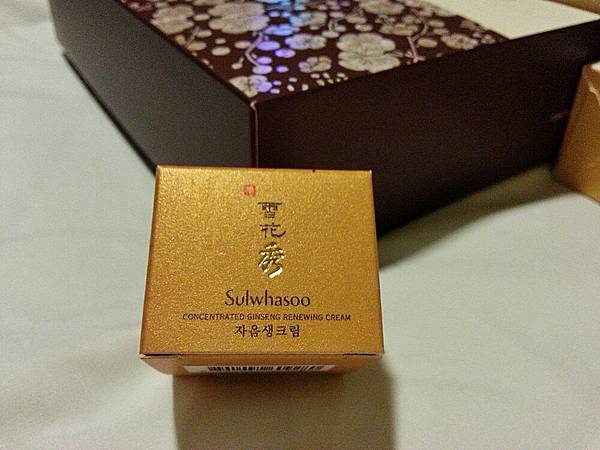 雪
花
秀
Sulwhasoo
CONCENTRATED GINSENG RENEWING CREAM
자음생크림